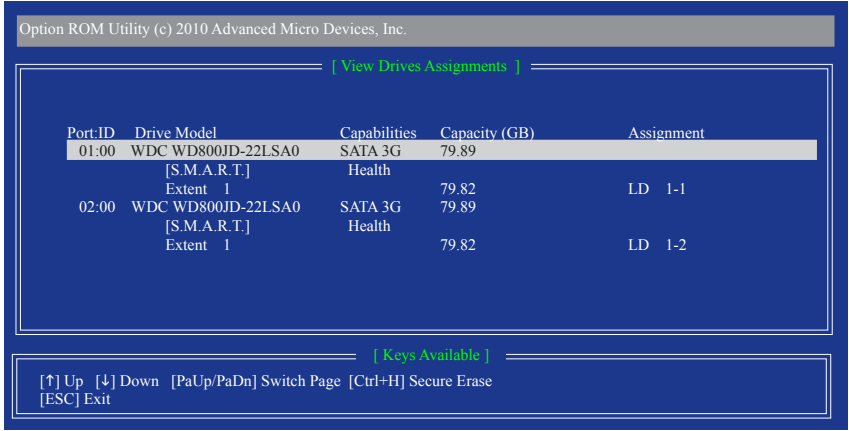 Option ROM Utility (c) 2010 Advanced Micro Devices, Inc.
[ View Drives Assignments ]
Port:ID Drive Model Capabilities Capacity (GB) Assignment
01:00 WDC WD800JD-22LSA0 SATA 3G 79.89
[S.M.A.R.T.] Health
Extent 1 79.82 LD 1-1
02:00 WDC WD800JD-22LSA0 SATA 3G 79.89
[S.M.A.R.T.] Health
Extent 1 79.82 LD 1-2
[ Keys Available ]
[↑] Up [↓] Down [PaUp/PaDn] Switch Page [Ctrl+H] Secure Erase
[ESC] Exit